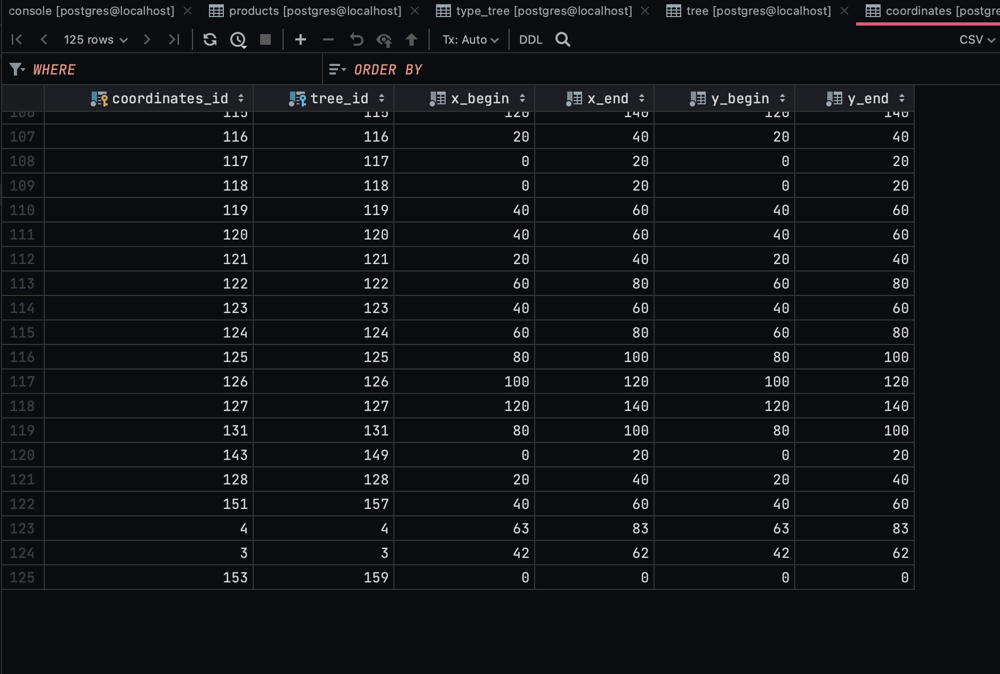 console [postgres@localhost] products [postgres@localhost] type_tree [postgres@localhost] tree [postgres@localhost] coordinates [postgre
125 rows Tx: Auto DDL CSV
WHERE ORDER BY
coordinates_id tree_id x_begin x_end y_begin y_end
106 115 115 120 140 120 140
107 116 116 20 40 20 40
108 117 117 0 20 0 20
109 118 118 0 20 0 20
110 119 119 40 60 40 60
111 120 120 40 60 40 60
112 121 121 20 40 20 40
113 122 122 60 80 60 80
114 123 123 40 60 40 60
115 124 124 60 80 60 80
116 125 125 80 100 80 100
117 126 126 100 120 100 120
118 127 127 120 140 120 140
119 131 131 80 100 80 100
120 143 149 0 20 0 20
121 128 128 20 40 20 40
122 151 157 40 60 40 60
123 4 4 63 83 63 83
124 3 3 42 62 42 62
125 153 159 0 0 0 0